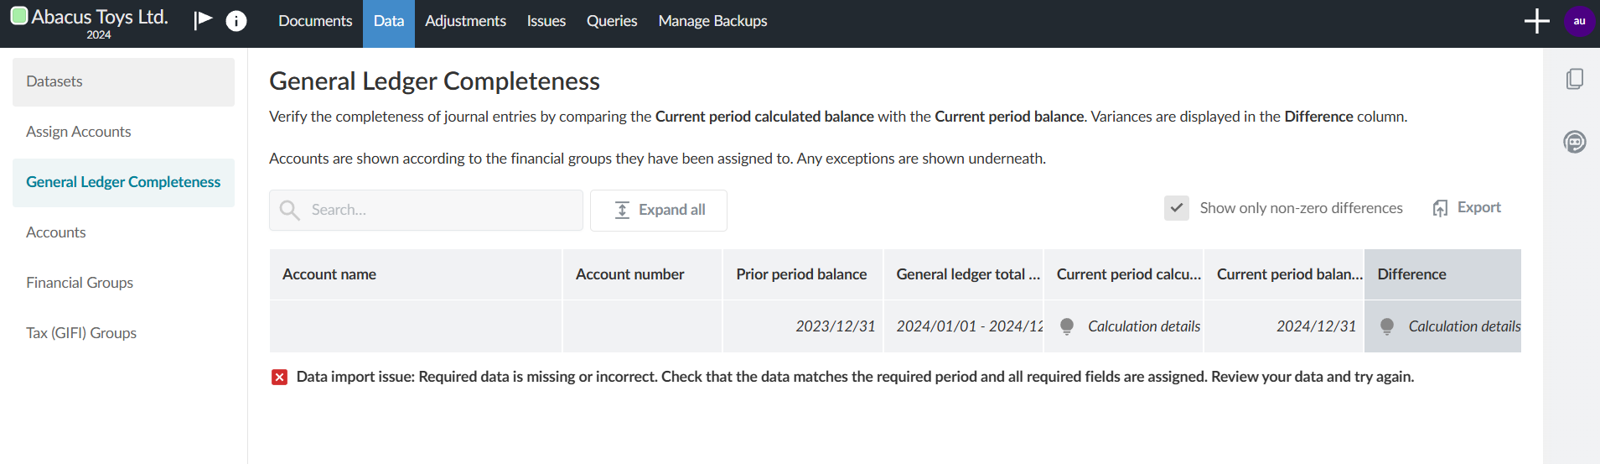 Abacus Toys Ltd.
2024
i
Documents
Data
Adjustments
Issues
Queries
Manage Backups
au
Datasets
Assign Accounts
General Ledger Completeness
Accounts
Financial Groups
Tax (GIFI) Groups
General Ledger Completeness
Verify the completeness of journal entries by comparing the Current period calculated balance with the Current period balance. Variances are displayed in the Difference column.
Accounts are shown according to the financial groups they have been assigned to. Any exceptions are shown underneath.
Search...
Expand all
Show only non-zero differences
Export
Account name
Account number
Prior period balance
General ledger total ...
Current period calcu...
Current period balan...
Difference
2023/12/31
2024/01/01 - 2024/12
Calculation details
2024/12/31
Calculation details
Data import issue: Required data is missing or incorrect. Check that the data matches the required period and all required fields are assigned. Review your data and try again.